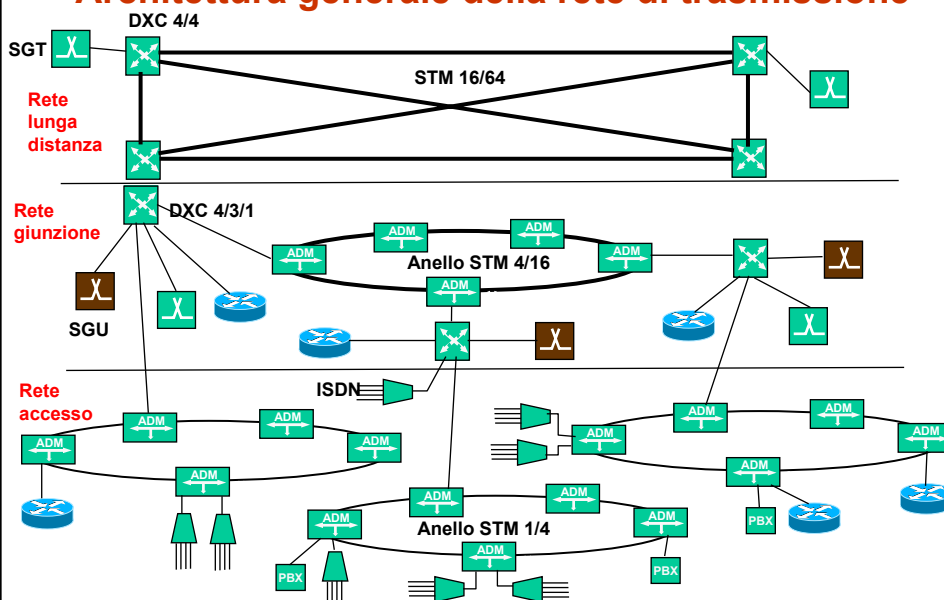 Architettura generale della rete di trasmissione
DXC 4/4
SGT
STM 16/64
Rete
lunga
distanza
Rete
giunzione
DXC 4/3/1
ADM
ADM
ADM
ADM
Anello STM 4/16
ADM
SGU
Rete
accesso
ISDN
ADM
ADM
ADM
ADM
ADM
ADM
ADM
ADM
ADM
ADM
ADM
ADM
ADM
Anello STM 1/4
ADM
ADM
PBX
PBX
PBX